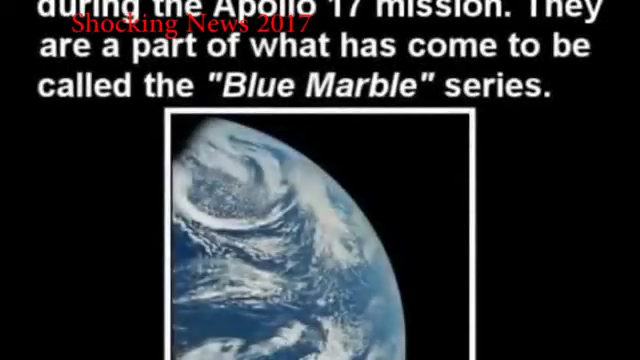 during the Apollo 17 mission. They
Shocking News 2017
are a part of what has come to be
called the "Blue Marble" series.